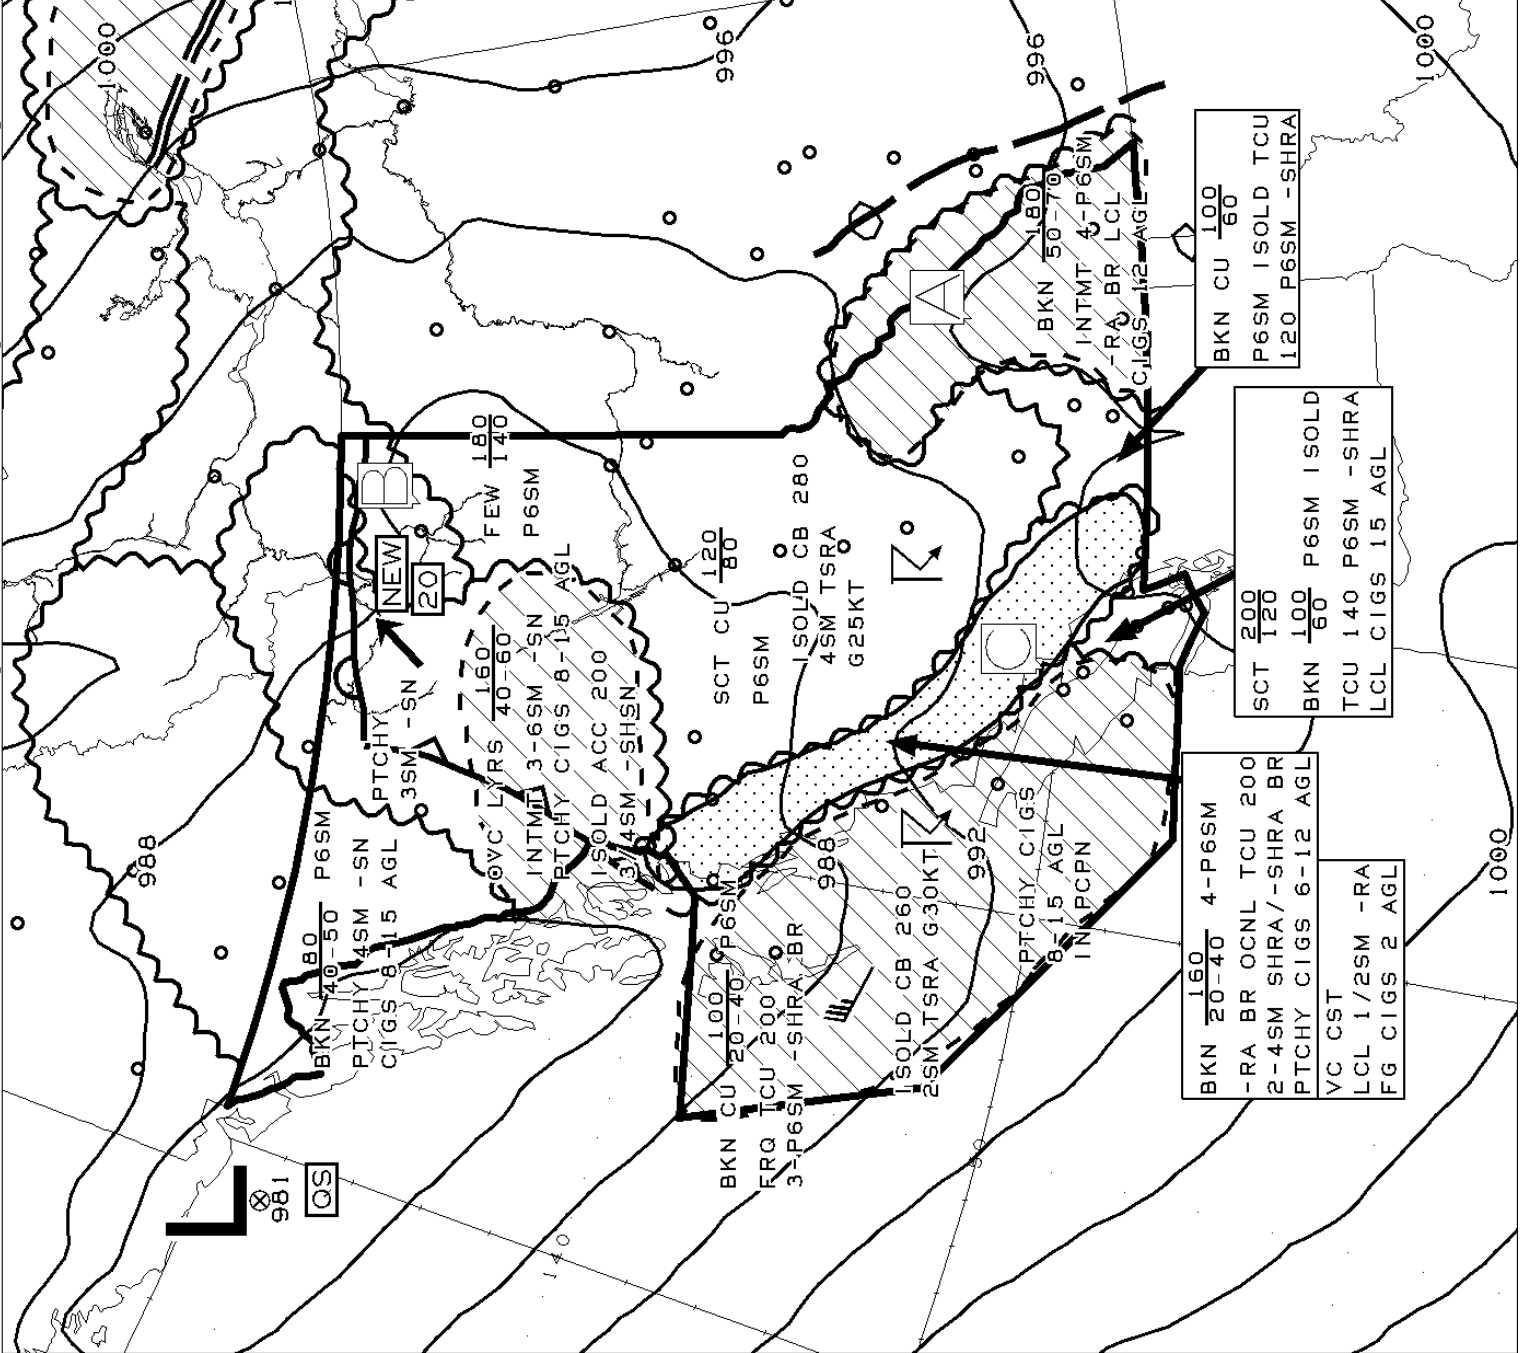 981
QS
1000
988
BKN 80 P6SM
40-50
PTCHY 4SM -SN
CIGS 8-15 AGL
B
NEW
20
PTCHY
3SM -SN
FEW 180
140
P6SM
OVC LYRS 160
40-60
INTMT 3-6SM -SN
PTCHY CIGS 8-15 AGL
ISOLD ACC 200
3/4SM -SHSN
140
996
SCT CU 120
80
P6SM
ISOLD CB 280
4SM TSRA
G25KT
BKN CU 100 P6SM
20-40
FRQ TCU 200
3-P6SM -SHRA BR
988
ISOLD CB 260
2SM TSRA G30KT
992
PTCHY CIGS
8-15 AGL
IN PCPN
A
C
996
BKN 180
50-70
INTMT 4-P6SM
-RA BR LCL
CIGS 12 AGL
BKN CU 100
60
P6SM ISOLD TCU
120 P6SM -SHRA
SCT 200
120
BKN 100 P6SM ISOLD
60
TCU 140 P6SM -SHRA
LCL CIGS 15 AGL
BKN 160 4-P6SM
20-40
-RA BR OCNL TCU 200
2-4SM SHRA/-SHRA BR
PTCHY CIGS 6-12 AGL
VC CST
LCL 1/2SM -RA
FG CIGS 2 AGL
1000
1000